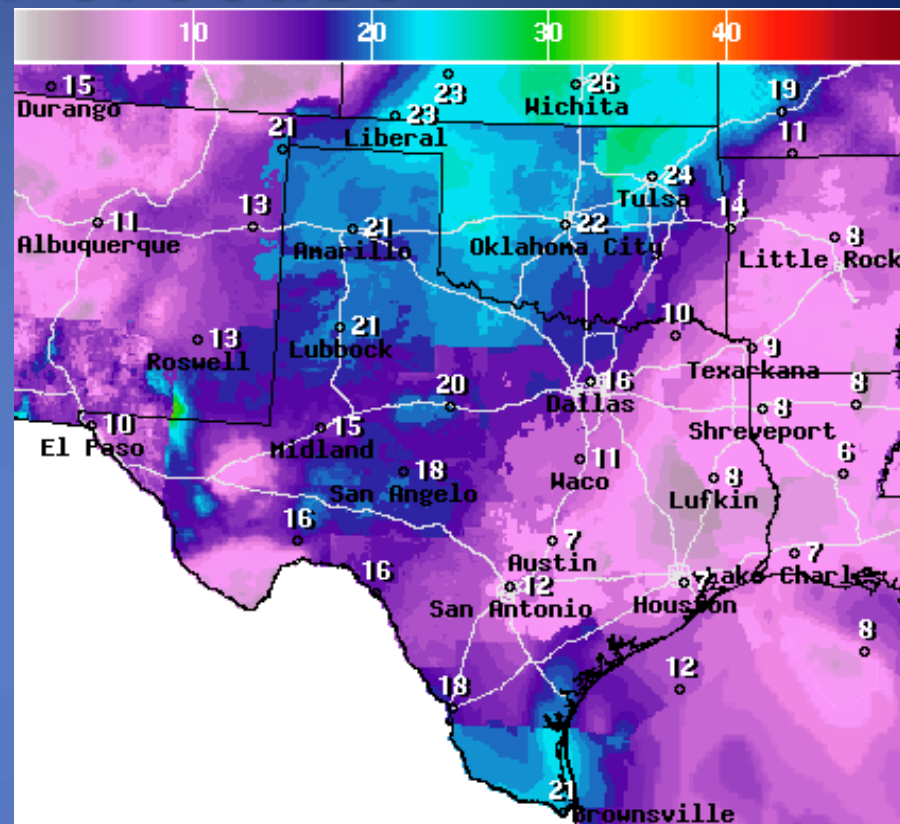 10 20 30 40
15
Durango
23
26
Wichita
19
23
Liberal
21
11
24
Tulsa
11
Albuquerque
13
21
Amarillo
22
Oklahoma City
14
8
Little Rock
13
Roswell
21
Lubbock
10
9
Texarkana
20
16
Dallas
8
Shreveport
8
10
El Paso
15
Midland
18
San Angelo
11
Waco
8
Lufkin
6
16
7
Austin
7
Lake Charles
16
12
San Antonio
7
Houston
8
18
12
21
Brownsville